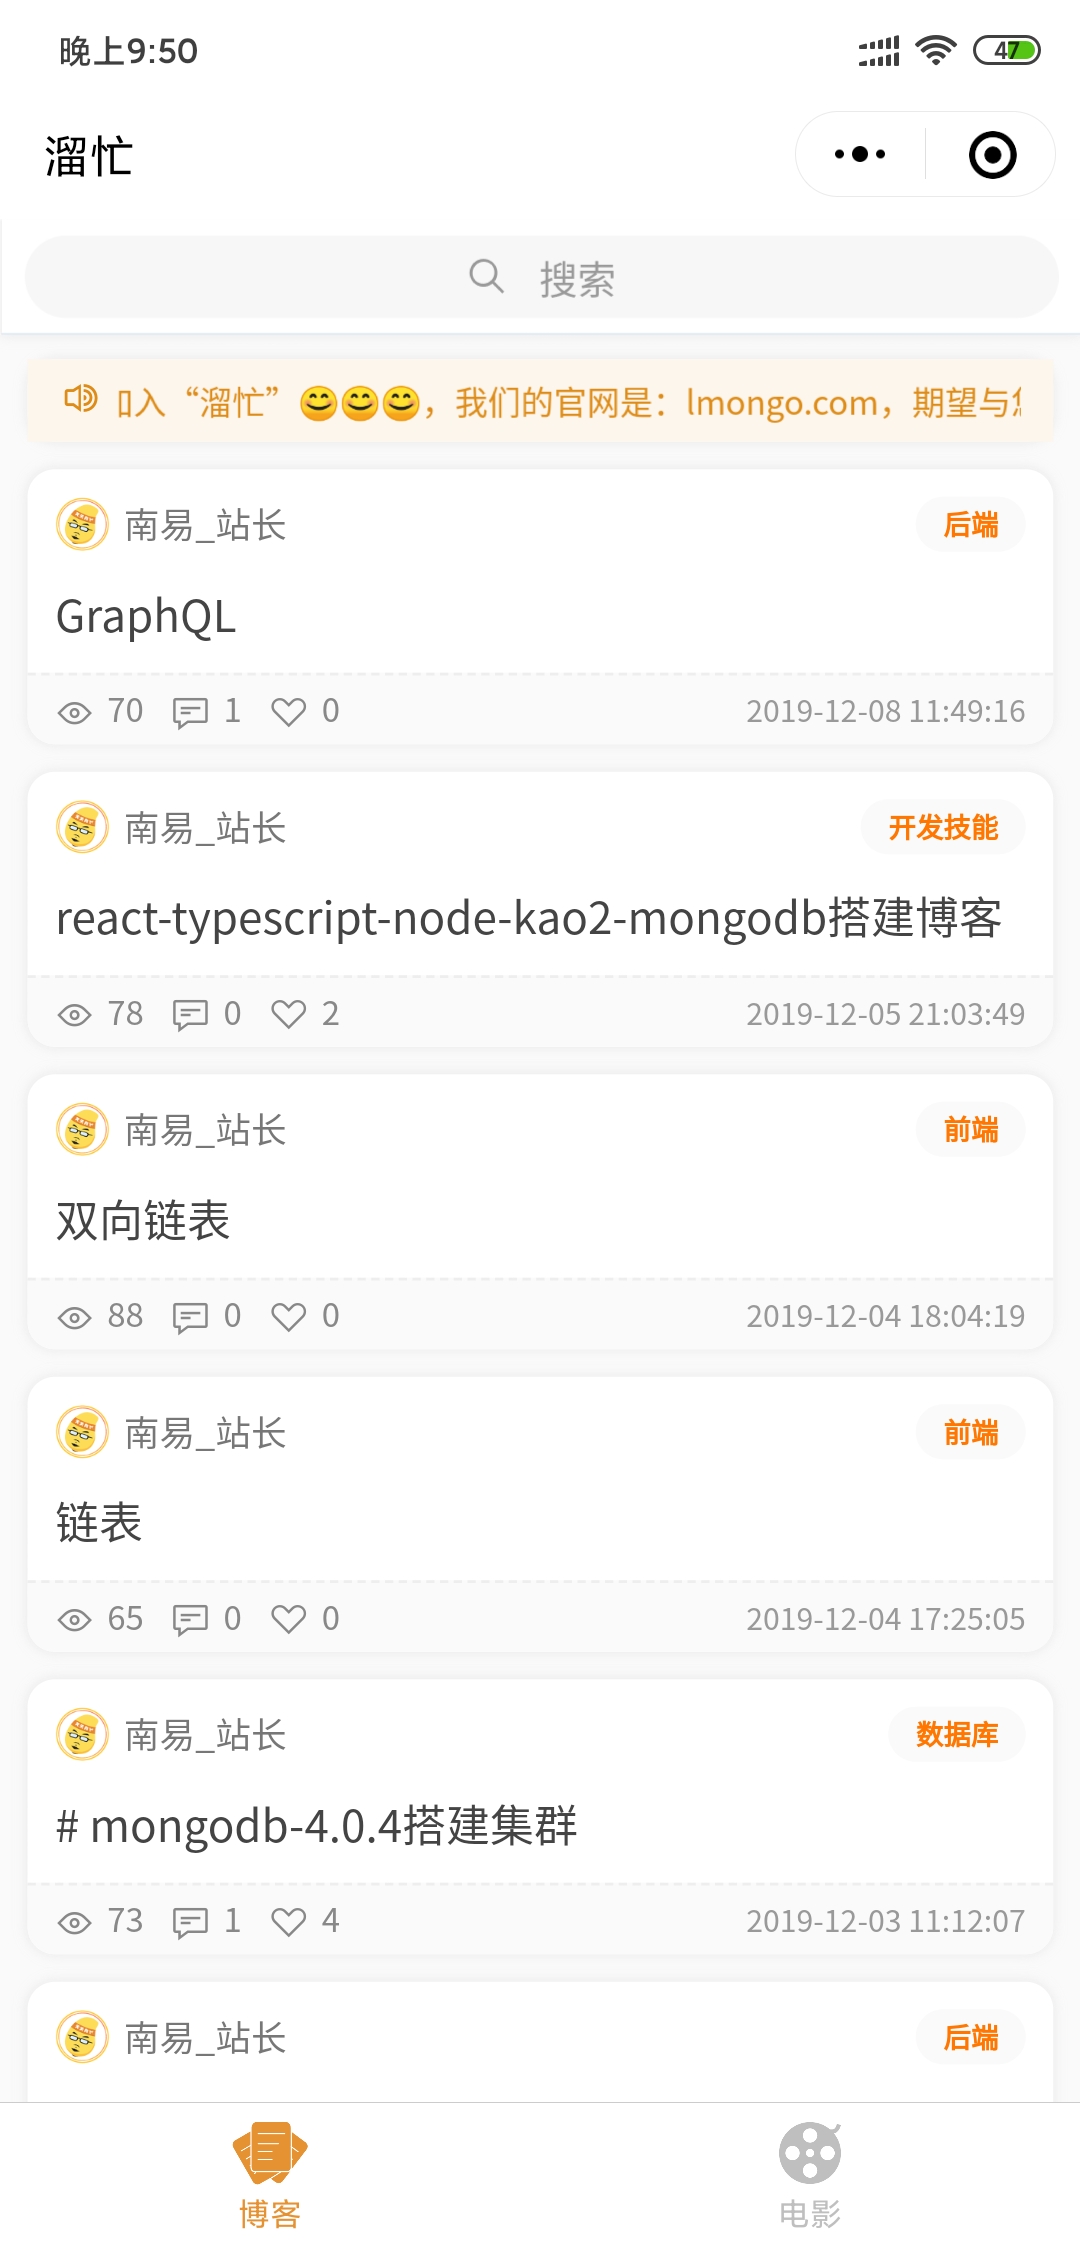 晚上9:50
47
溜忙
搜索
入“溜忙”😊😊😊，我们的官网是：lmongo.com，期望与
南易_站长
后端
GraphQL
70 1 0 2019-12-08 11:49:16
南易_站长
开发技能
react-typescript-node-kao2-mongodb搭建博客
78 0 2 2019-12-05 21:03:49
南易_站长
前端
双向链表
88 0 0 2019-12-04 18:04:19
南易_站长
前端
链表
65 0 0 2019-12-04 17:25:05
南易_站长
数据库
# mongodb-4.0.4搭建集群
73 1 4 2019-12-03 11:12:07
南易_站长
后端
博客
电影